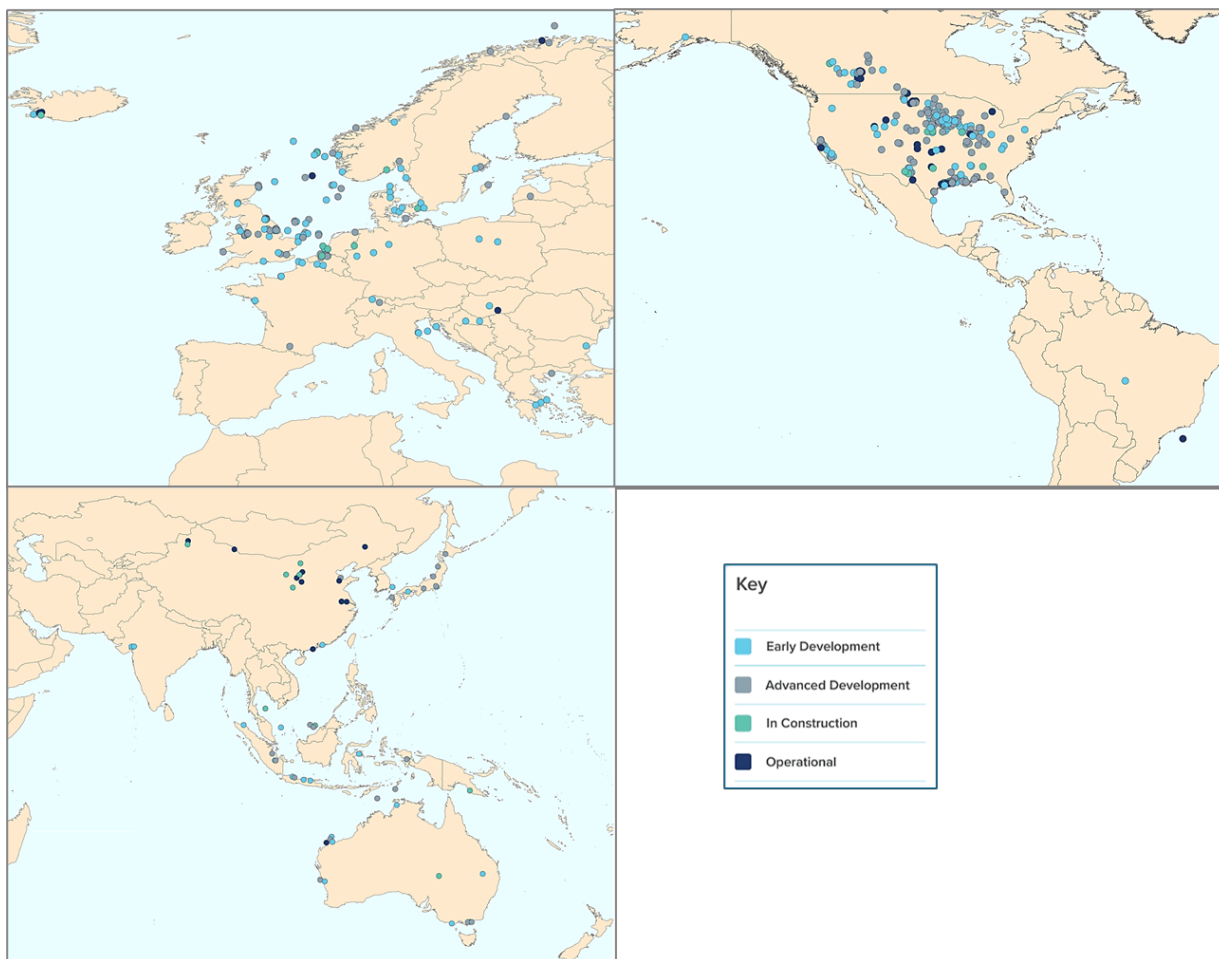 Key
Early Development
Advanced Development
In Construction
Operational